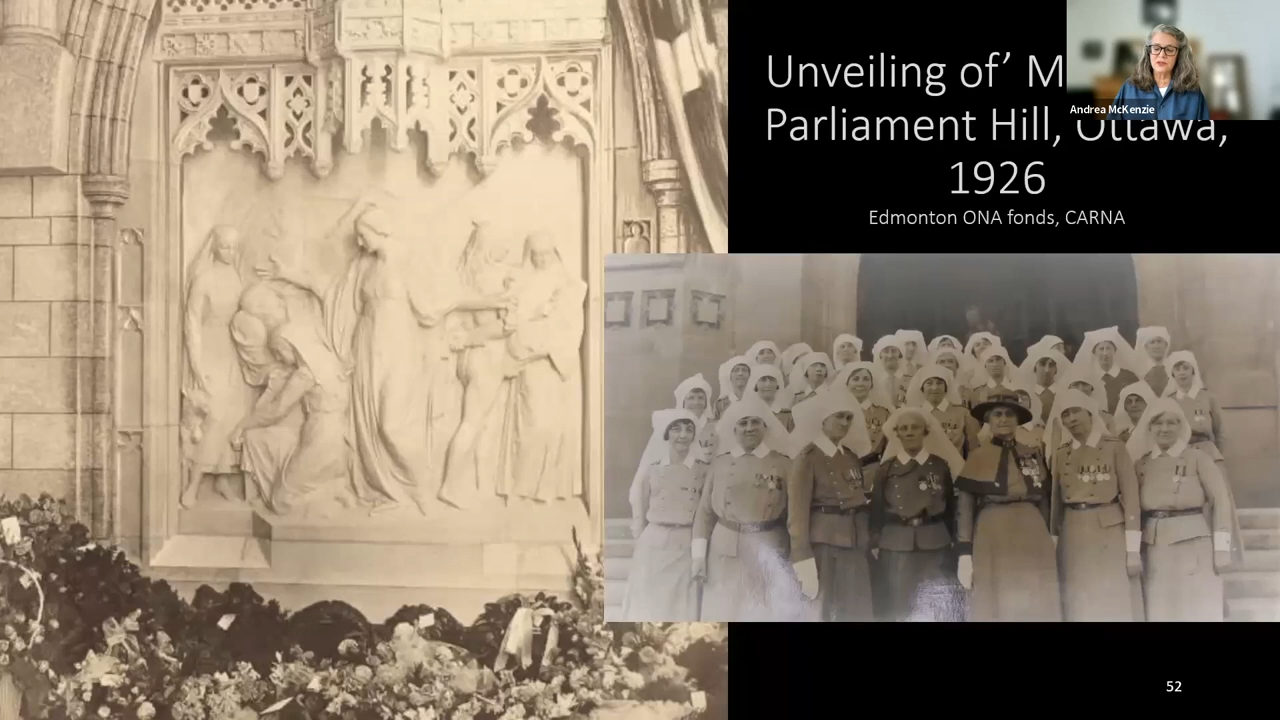 Unveiling of’ M
Parliament Hill, Ottawa,
1926
Edmonton ONA fonds, CARNA
Andrea McKenzie
52